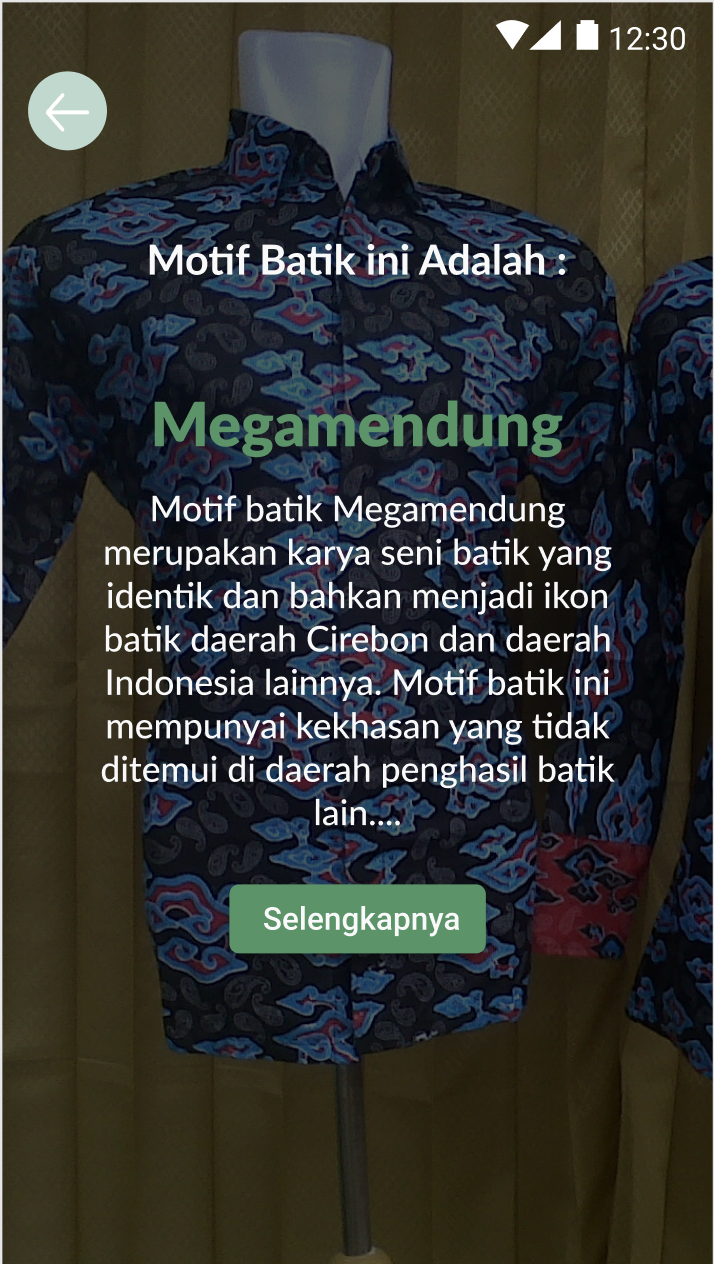 12:30
Motif Batik ini Adalah :
Megamendung
Motif batik Megamendung
merupakan karya seni batik yang
identik dan bahkan menjadi ikon
batik daerah Cirebon dan daerah
Indonesia lainnya. Motif batik ini
mempunyai kekhasan yang tidak
ditemui di daerah penghasil batik
lain....
Selengkapnya